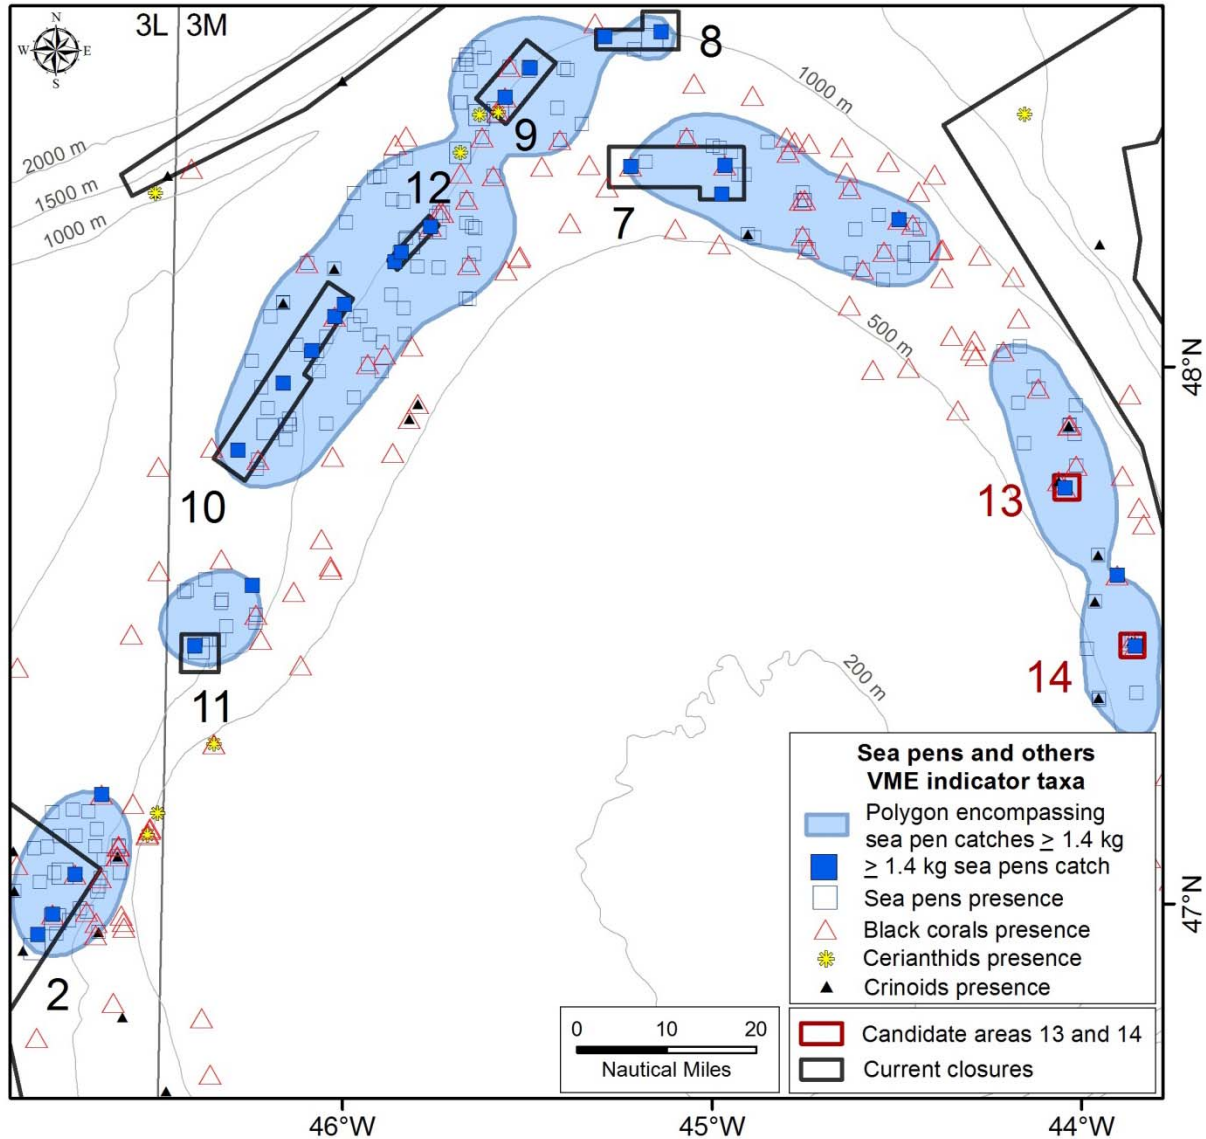 3L 3M
N
W E
S
8
1000 m
9
2000 m
12
1500 m
1000 m
7
500 m
48°N
10
13
11
14
200 m
Sea pens and others
VME indicator taxa
Polygon encompassing
sea pen catches ≥ 1.4 kg
≥ 1.4 kg sea pens catch
Sea pens presence
Black corals presence
Cerianthids presence
Crinoids presence
47°N
2
0 10 20
Nautical Miles
Candidate areas 13 and 14
Current closures
46°W 45°W 44°W